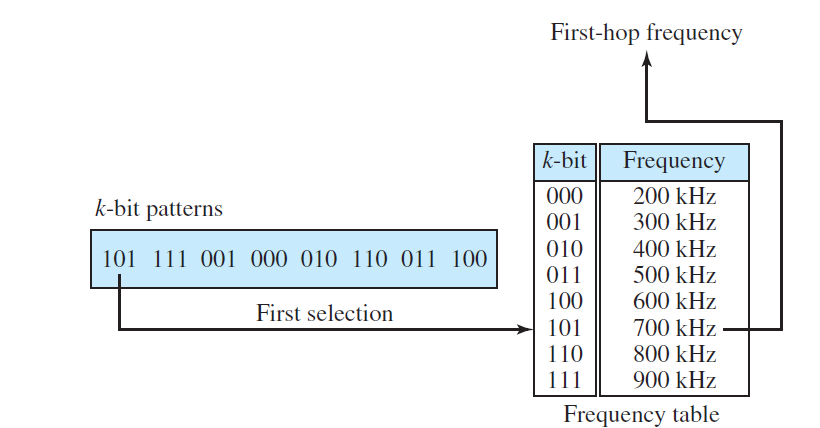 First-hop frequency
k-bit Frequency
000 200 kHz
001 300 kHz
010 400 kHz
011 500 kHz
100 600 kHz
101 700 kHz
110 800 kHz
111 900 kHz
Frequency table
k-bit patterns
101 111 001 000 010 110 011 100
First selection